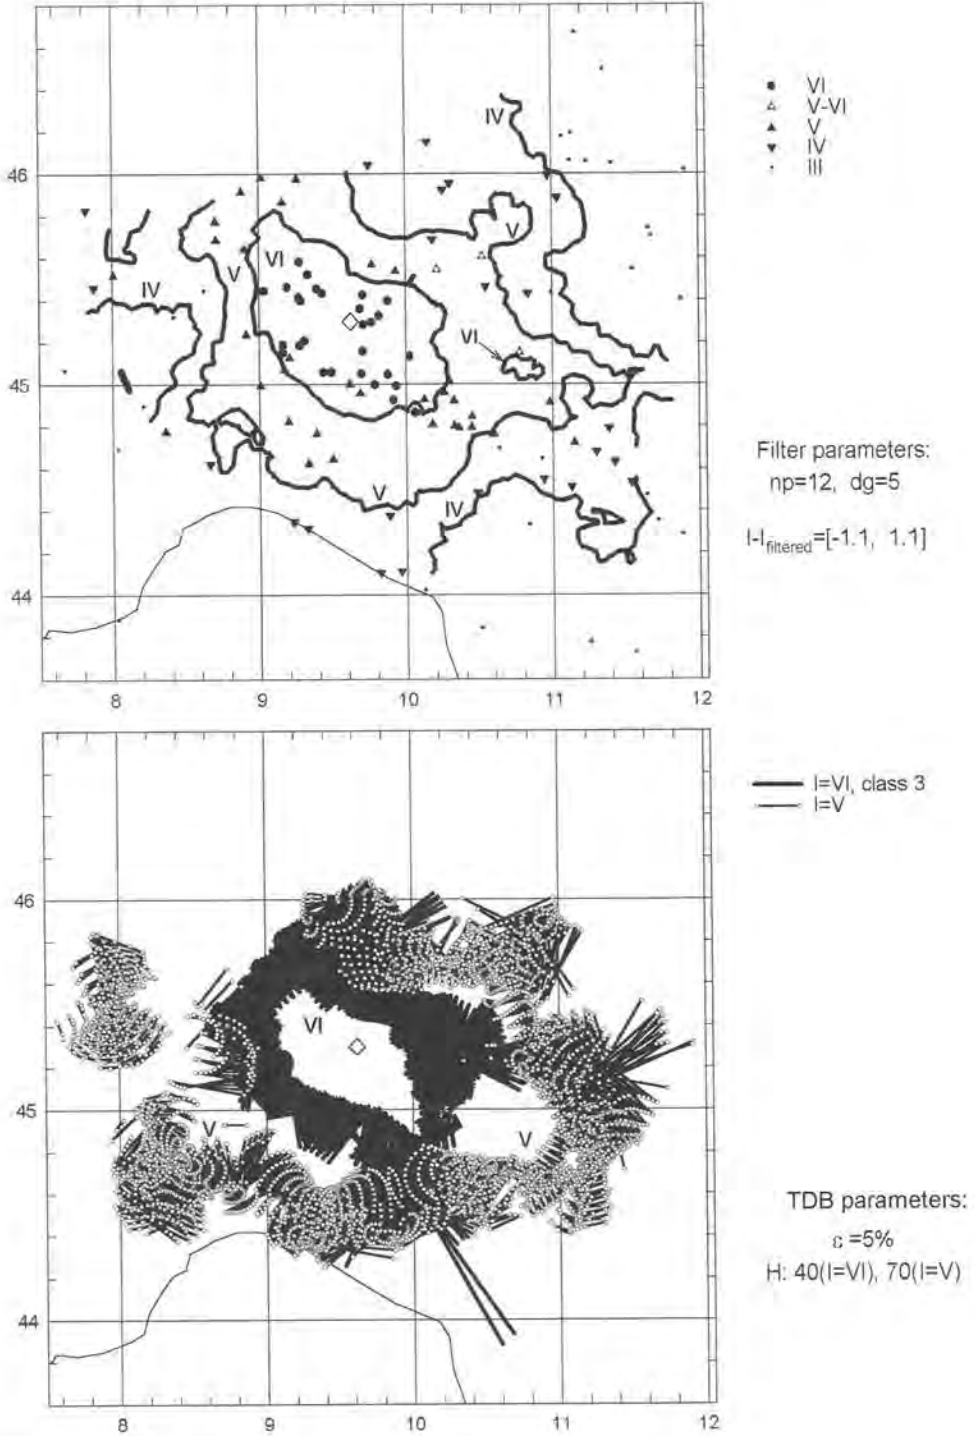 VI
V-VI
V
IV
III
IV
46
V
VI
V
IV
VI
45
Filter parameters:
np=12, dg=5
V
IV
I-Ifiltered=[-1.1, 1.1]
44
8
9
10
11
12
I=VI, class 3
I=V
46
VI
45
V
V
TDB parameters:
ε =5%
H: 40(I=VI), 70(I=V)
44
8
9
10
11
12